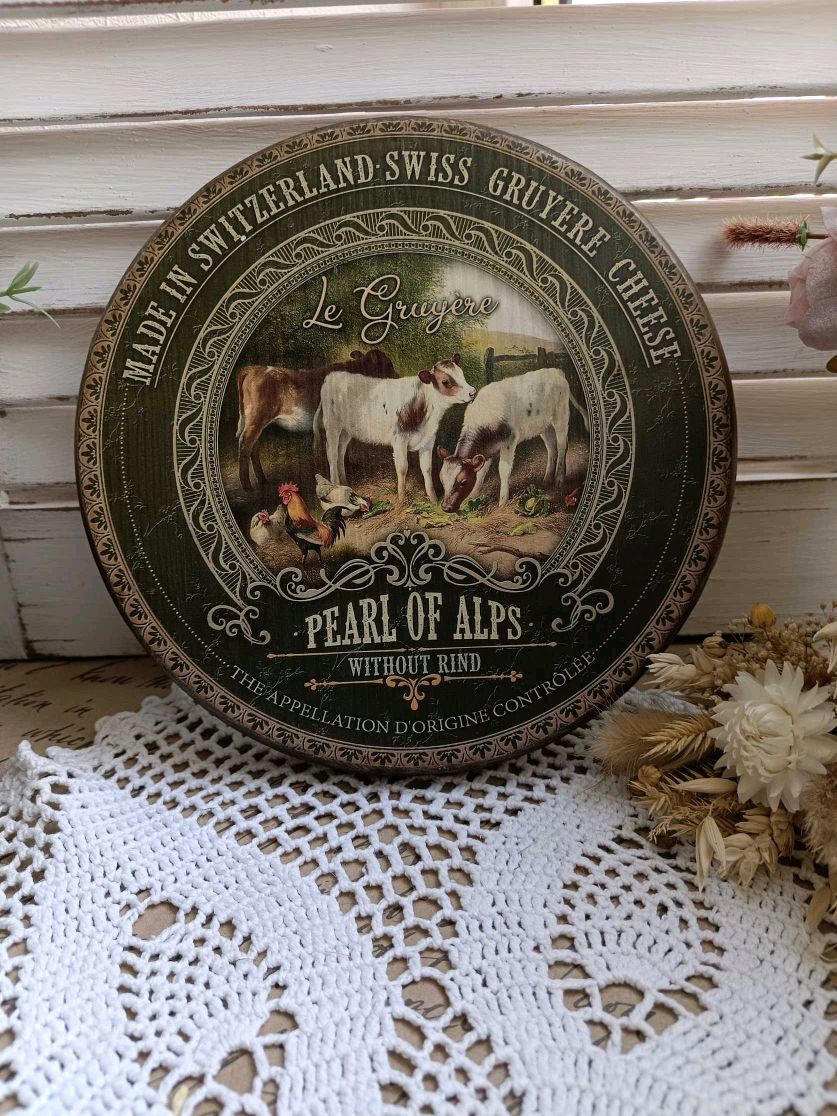 MADE IN SWITZERLAND·SWISS GRUYERE CHEESE
Le Gruyère
·PEARL OF ALPS·
WITHOUT RIND
·THE APPELLATION D'ORIGINE CONTRÔLÉE·